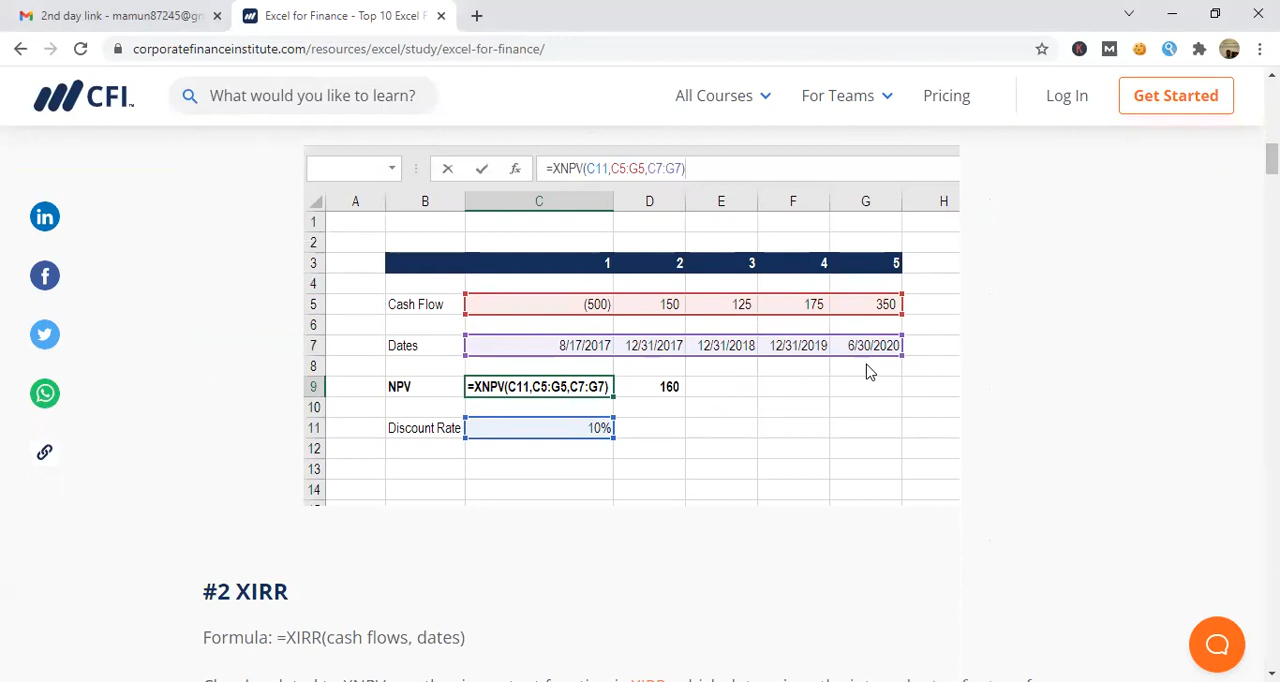 2nd day link - mamun87245@gm
Excel for Finance - Top 10 Excel F
corporatefinanceinstitute.com/resources/excel/study/excel-for-finance/
CFI
What would you like to learn?
All Courses
For Teams
Pricing
Log In
Get Started
fx
=XNPV(C11,C5:G5,C7:G7)
A B C D E F G H
1
2
3 1 2 3 4 5
4
5 Cash Flow (500) 150 125 175 350
6
7 Dates 8/17/2017 12/31/2017 12/31/2018 12/31/2019 6/30/2020
8
9 NPV =XNPV(C11,C5:G5,C7:G7) 160
10
11 Discount Rate 10%
12
13
14
#2 XIRR
Formula: =XIRR(cash flows, dates)